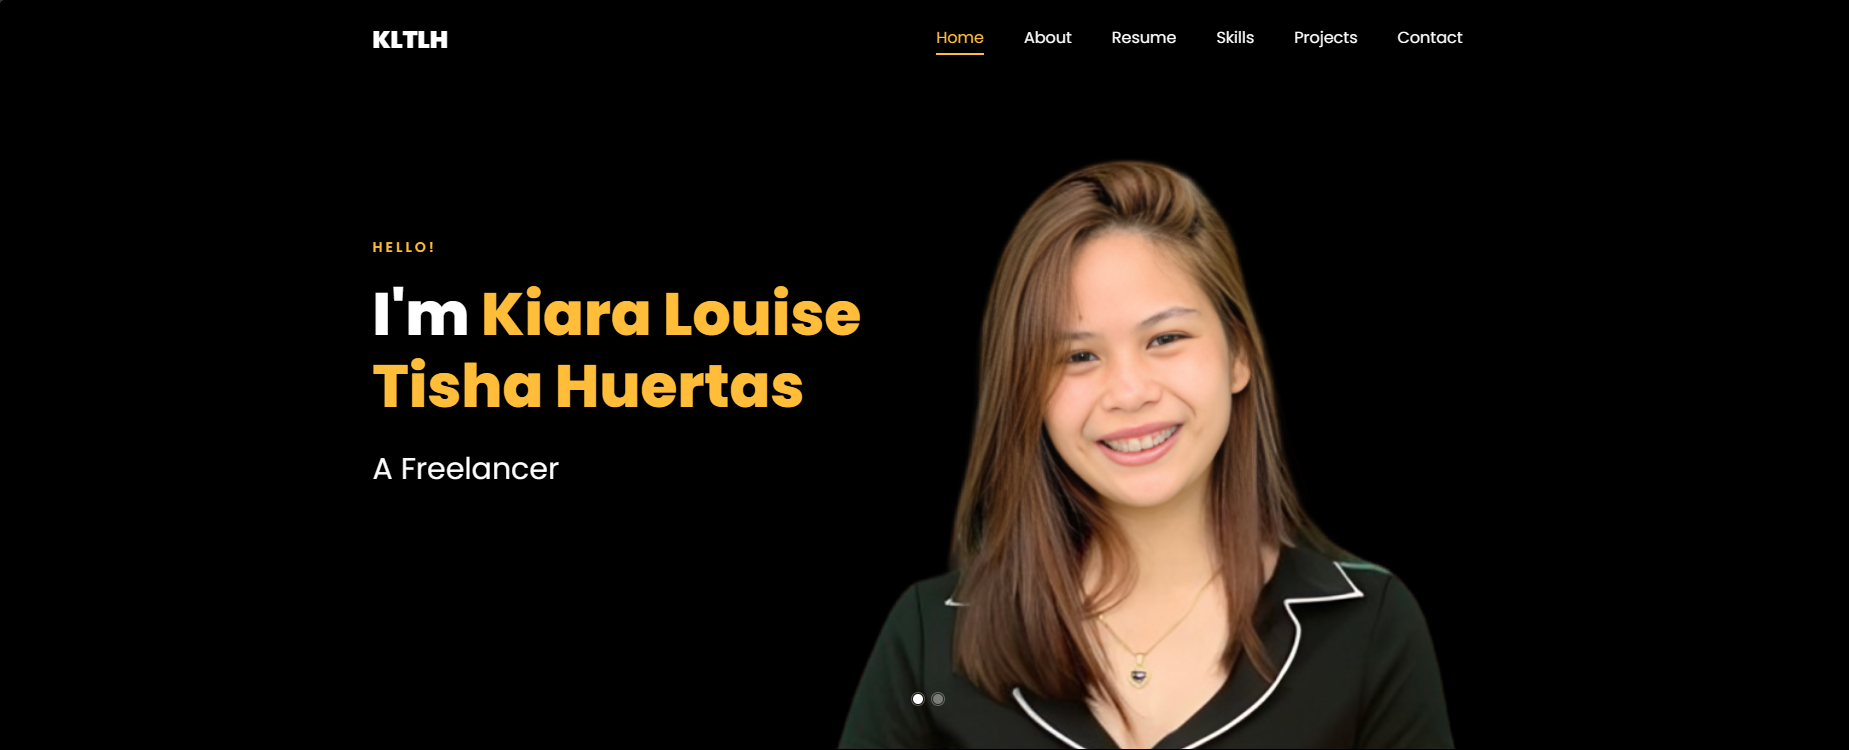 KLTLH
Home About Resume Skills Projects Contact
HELLO!
I'm Kiara Louise
Tisha Huertas
A Freelancer